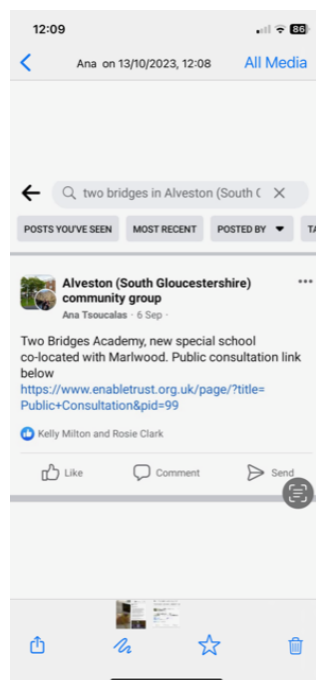 12:09
86
Ana on 13/10/2023, 12:08
All Media
two bridges in Alveston (South G
POSTS YOU'VE SEEN
MOST RECENT
POSTED BY
TA
Alveston (South Gloucestershire)
community group
Ana Tsoucalas · 6 Sep ·
Two Bridges Academy, new special school
co-located with Marlwood. Public consultation link
below
https://www.enabletrust.org.uk/page/?title=
Public+Consultation&pid=99
Kelly Milton and Rosie Clark
Like
Comment
Send